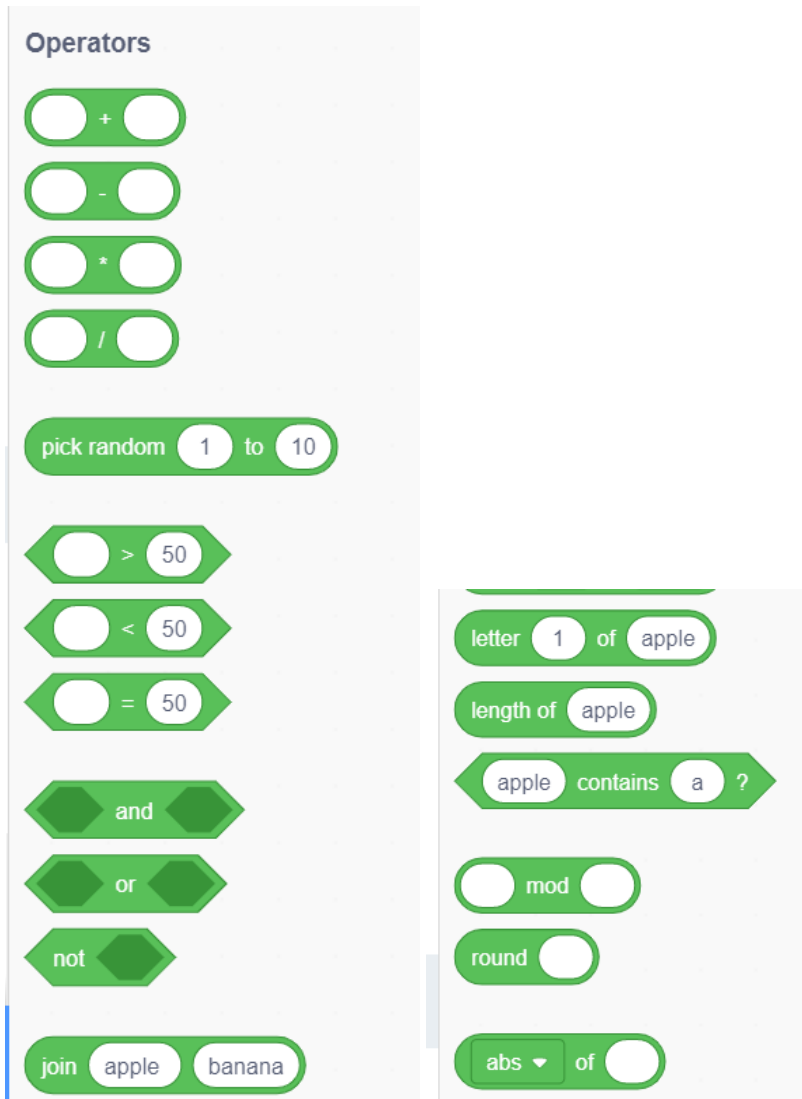 Operators
+
-
*
/
pick random 1 to 10
> 50
< 50
= 50
and
or
not
join apple banana
letter 1 of apple
length of apple
apple contains a ?
mod
round
abs of